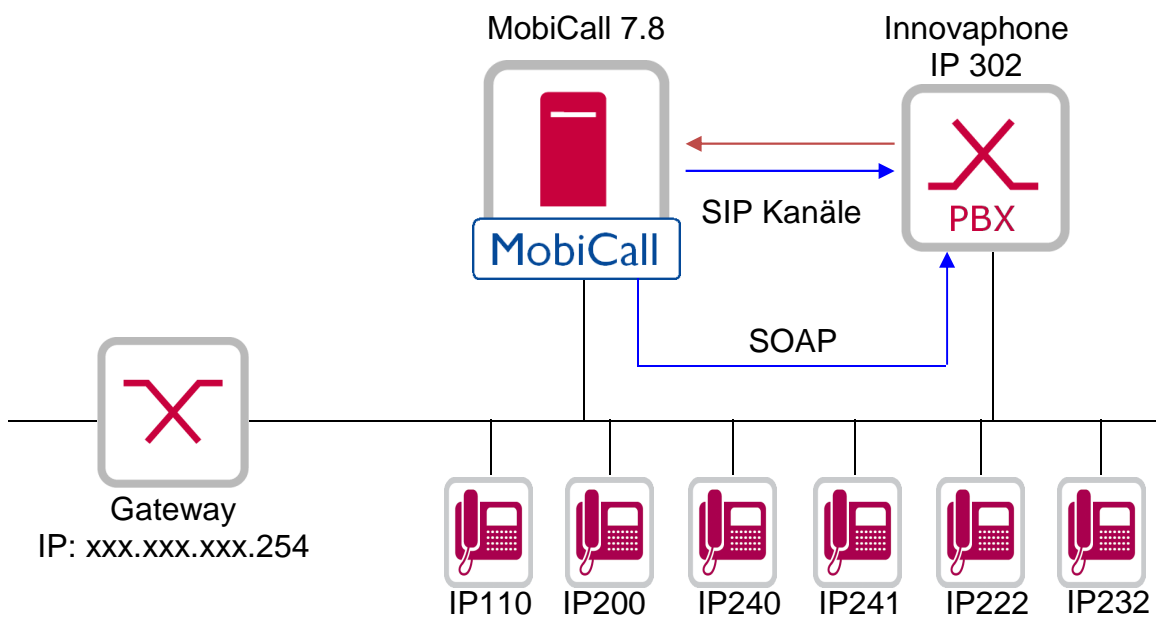 MobiCall 7.8
Innovaphone
IP 302
SIP Kanäle
PBX
MobiCall
SOAP
Gateway
IP: xxx.xxx.xxx.254
IP110 IP200 IP240 IP241 IP222 IP232